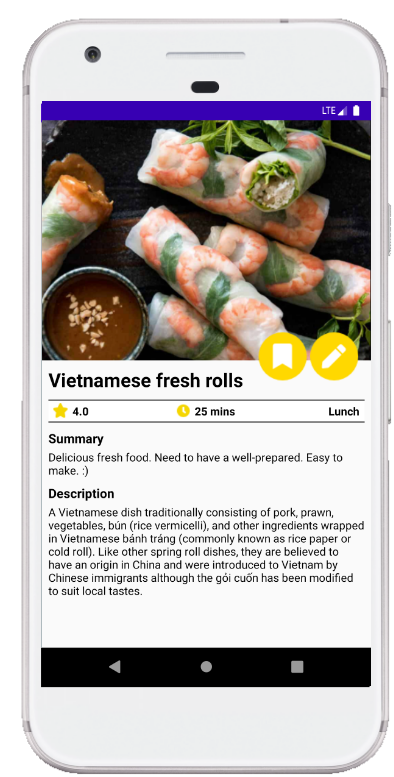 LTE
Vietnamese fresh rolls
4.0 25 mins Lunch
Summary
Delicious fresh food. Need to have a well-prepared. Easy to
make. :)
Description
A Vietnamese dish traditionally consisting of pork, prawn,
vegetables, bún (rice vermicelli), and other ingredients wrapped
in Vietnamese bánh tráng (commonly known as rice paper or
cold roll). Like other spring roll dishes, they are believed to
have an origin in China and were introduced to Vietnam by
Chinese immigrants although the gói cuốn has been modified
to suit local tastes.